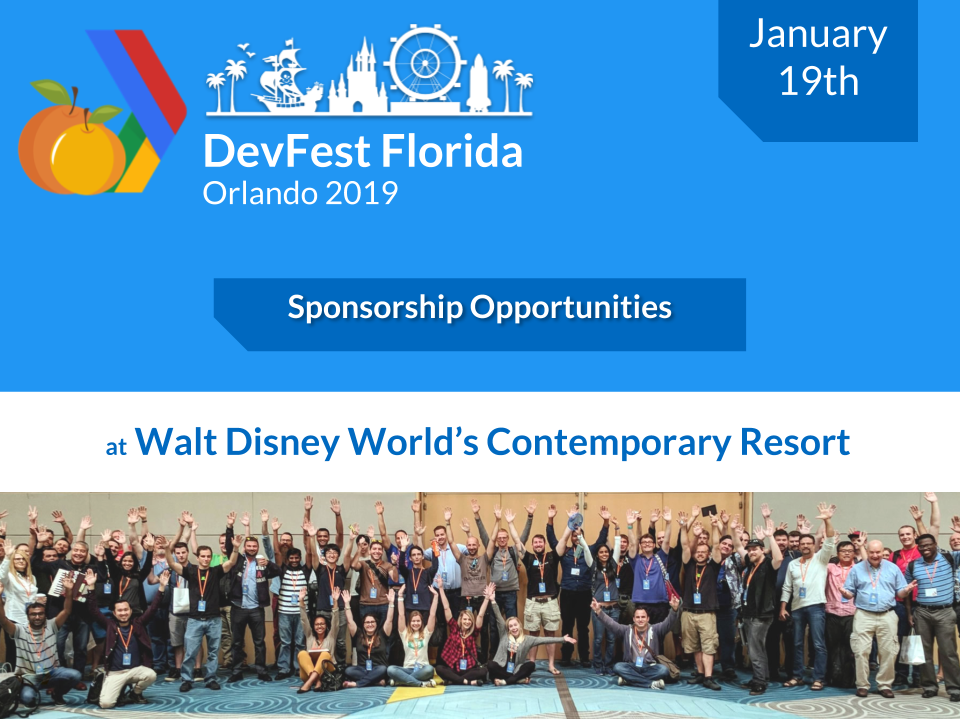 January
19th
DevFest Florida
Orlando 2019
Sponsorship Opportunities
at Walt Disney World’s Contemporary Resort